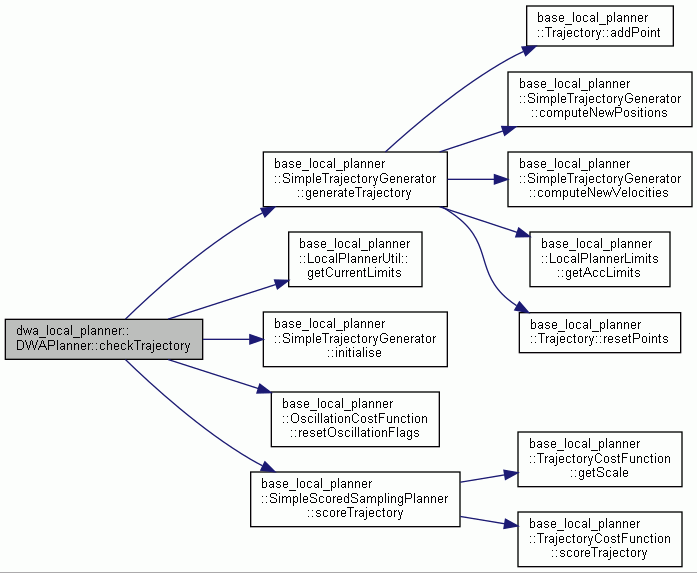 dwa_local_planner::
DWAPlanner::checkTrajectory
base_local_planner
::SimpleTrajectoryGenerator
::generateTrajectory
base_local_planner
::LocalPlannerUtil::
getCurrentLimits
base_local_planner
::SimpleTrajectoryGenerator
::initialise
base_local_planner
::OscillationCostFunction
::resetOscillationFlags
base_local_planner
::SimpleScoredSamplingPlanner
::scoreTrajectory
base_local_planner
::Trajectory::addPoint
base_local_planner
::SimpleTrajectoryGenerator
::computeNewPositions
base_local_planner
::SimpleTrajectoryGenerator
::computeNewVelocities
base_local_planner
::LocalPlannerLimits
::getAccLimits
base_local_planner
::Trajectory::resetPoints
base_local_planner
::TrajectoryCostFunction
::getScale
base_local_planner
::TrajectoryCostFunction
::scoreTrajectory